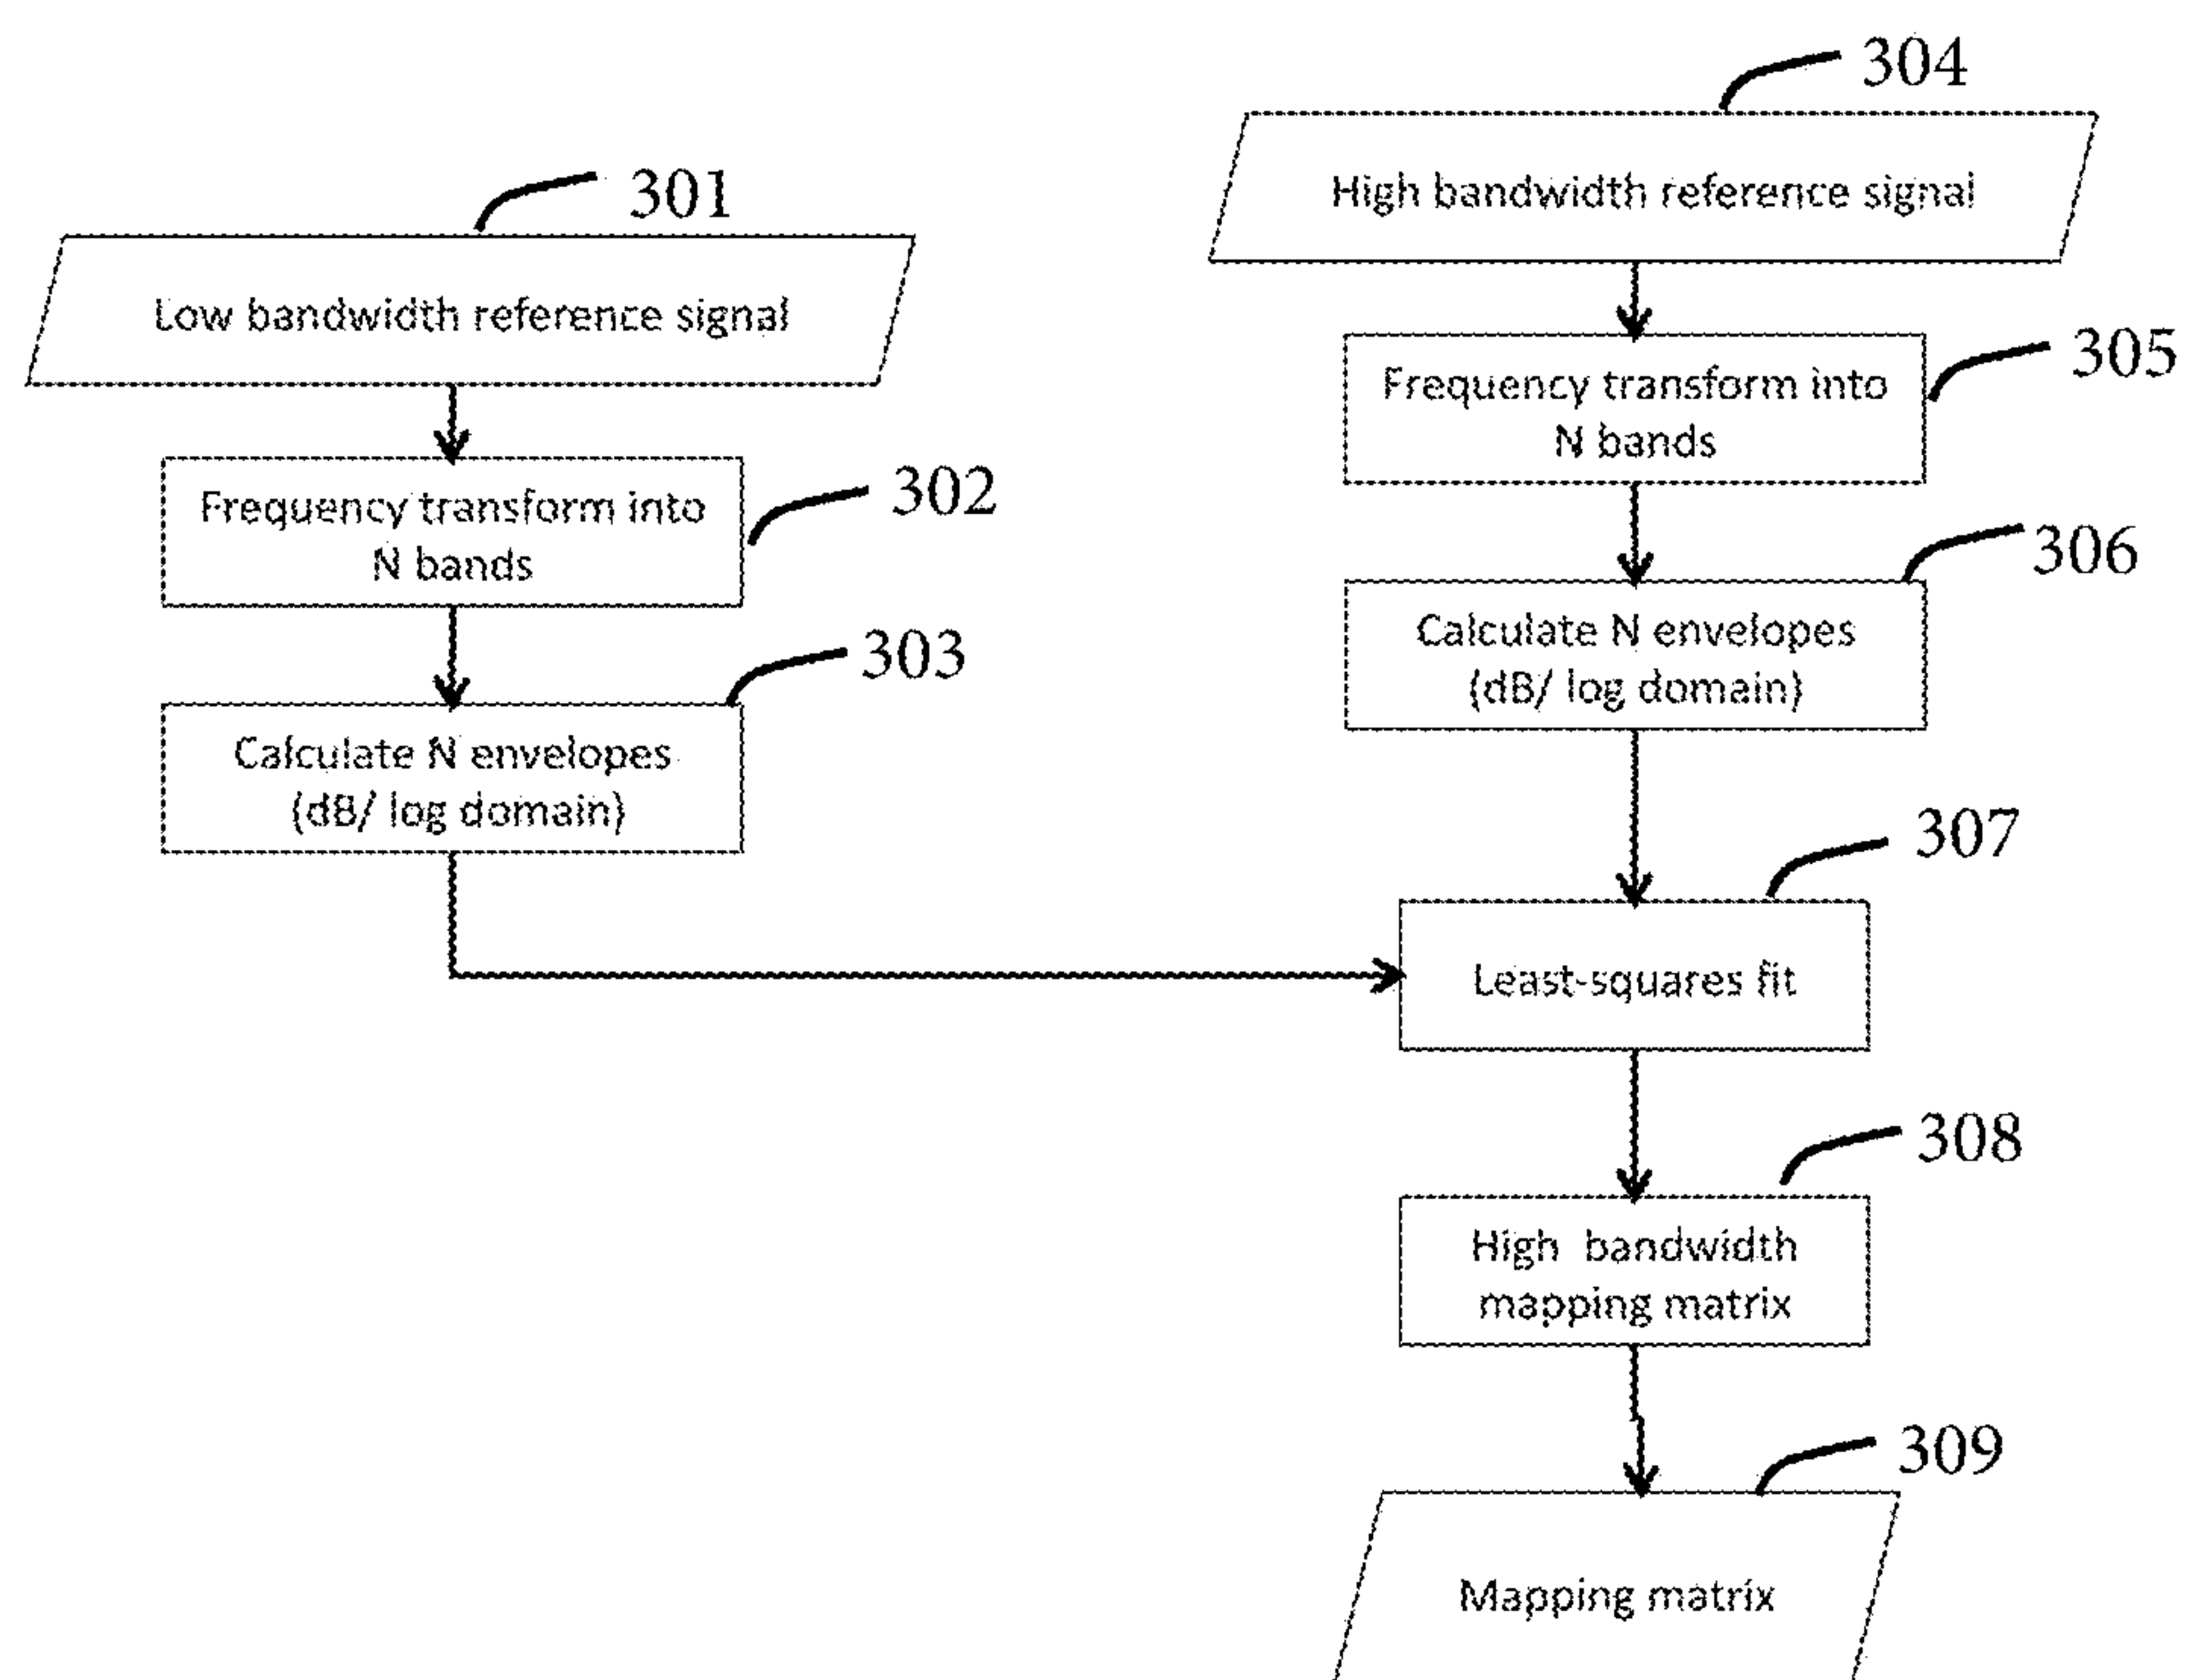 304
High bandwidth reference signal
301
Low bandwidth reference signal
305
Frequency transform into
N bands
302
Frequency transform into
N bands
306
Calculate N envelopes
(dB/ log domain)
303
Calculate N envelopes
(dB/ log domain)
307
Least-squares fit
308
High bandwidth
mapping matrix
309
Mapping matrix